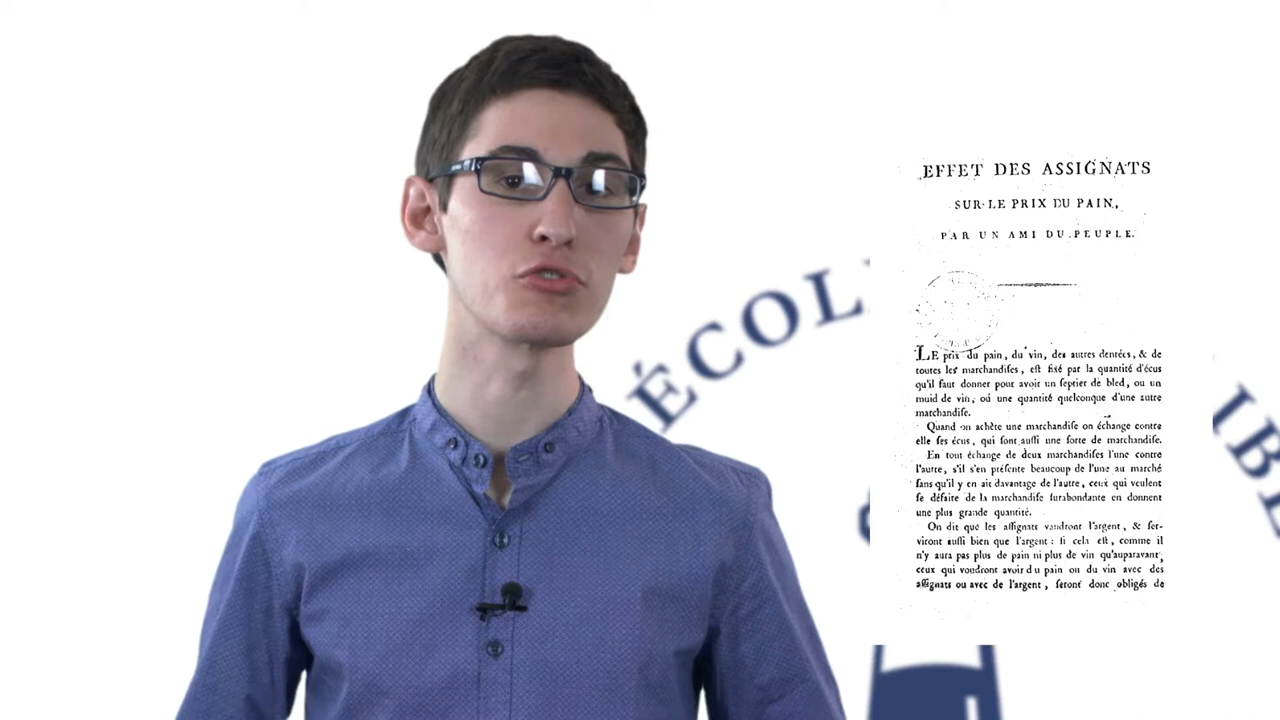 ÉCOL
IBE
EFFET DES ASSIGNATS
SUR LE PRIX DU PAIN,
PAR UN AMI DU PEUPLE.
LE prix du pain, du vin, des autres denrées, & de
toutes les marchandiſes, eſt fixé par la quantité d'écus
qu'il faut donner pour avoir un ſeptier de bled, ou un
muid de vin, ou une quantité quelconque d'une autre
marchandiſe.
Quand on achète une marchandiſe on échange contre
elle ſes écus, qui ſont auſſi une ſorte de marchandiſe.
En tout échange de deux marchandiſes l'une contre
l'autre, s'il s'en préſente beaucoup de l'une au marché
ſans qu'il y en ait davantage de l'autre, ceux qui veulent
ſe défaire de la marchandiſe ſurabondante en donnent
une plus grande quantité.
On dit que les aſſignats vaudront l'argent, & ſer-
viront auſſi bien que l'argent : ſi cela eſt, comme il
n'y aura pas plus de pain ni plus de vin qu'auparavant,
ceux qui voudront avoir du pain ou du vin avec des
aſſignats ou avec de l'argent, ſeront donc obligés de